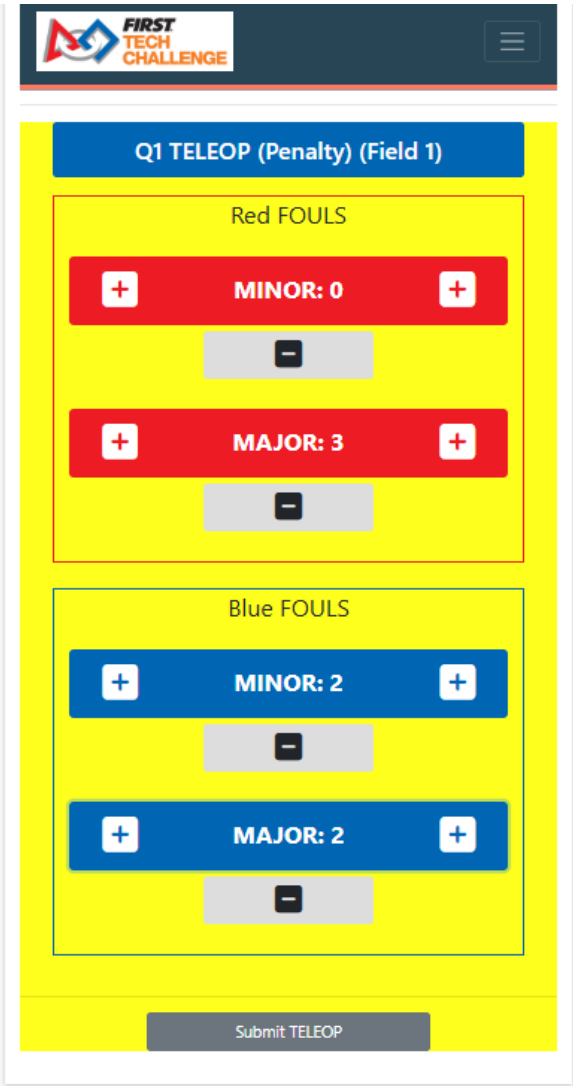 FIRST
TECH
CHALLENGE
Q1 TELEOP (Penalty) (Field 1)
Red FOULS
MINOR: 0
MAJOR: 3
Blue FOULS
MINOR: 2
MAJOR: 2
Submit TELEOP